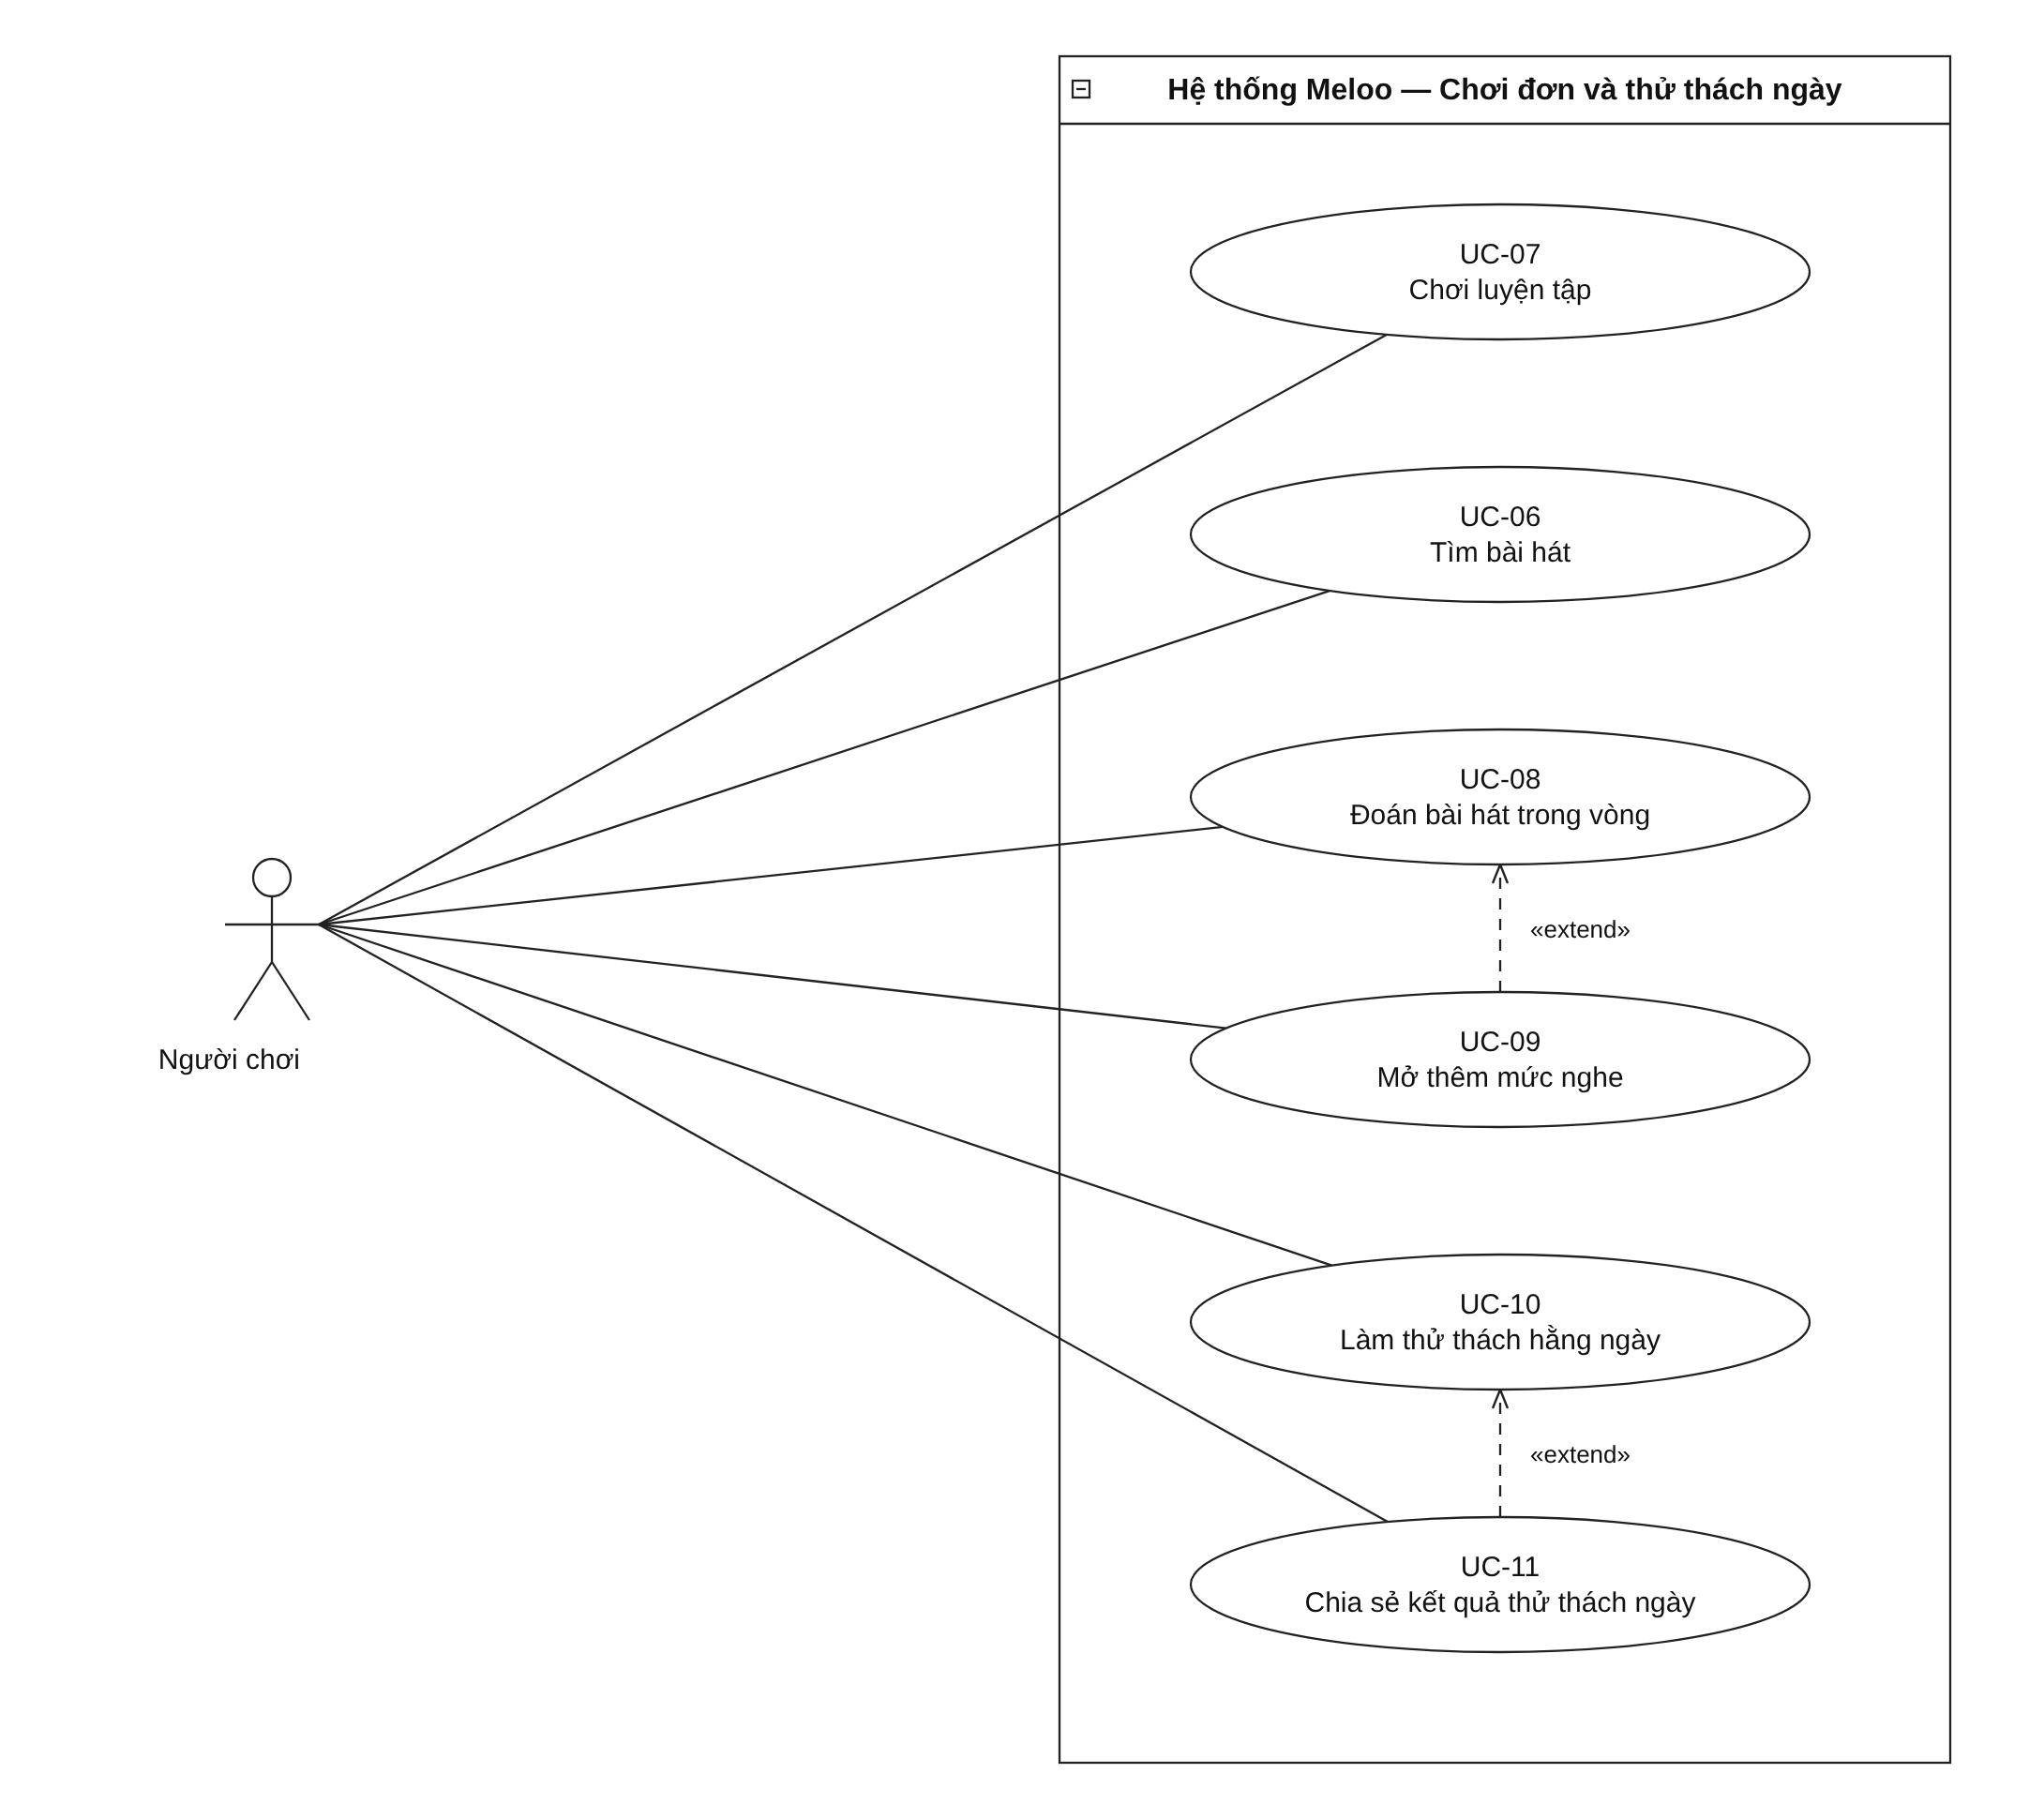 Hệ thống Meloo — Chơi đơn và thử thách ngày
UC-07
Chơi luyện tập
UC-06
Tìm bài hát
UC-08
Đoán bài hát trong vòng
«extend»
UC-09
Mở thêm mức nghe
Người chơi
UC-10
Làm thử thách hằng ngày
«extend»
UC-11
Chia sẻ kết quả thử thách ngày